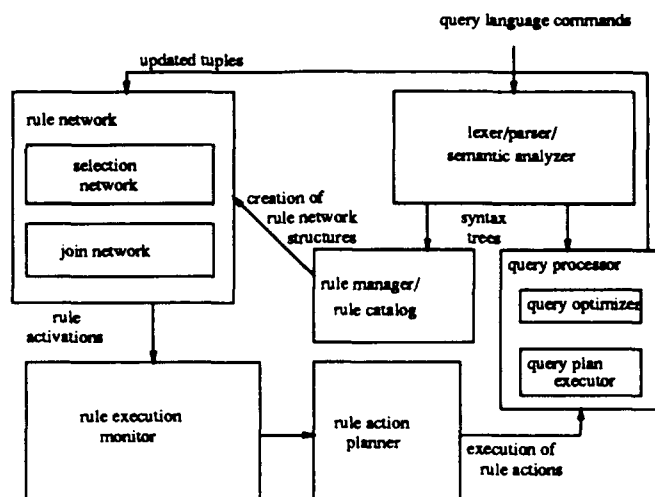 query language commands
updated tuples
rule network
selection
network
join network
lexer/parser/
semantic analyzer
creation of
rule network
structures
syntax
trees
rule manager/
rule catalog
query processor
query optimizer
query plan
executor
rule
activations
rule execution
monitor
rule action
planner
execution of
rule actions